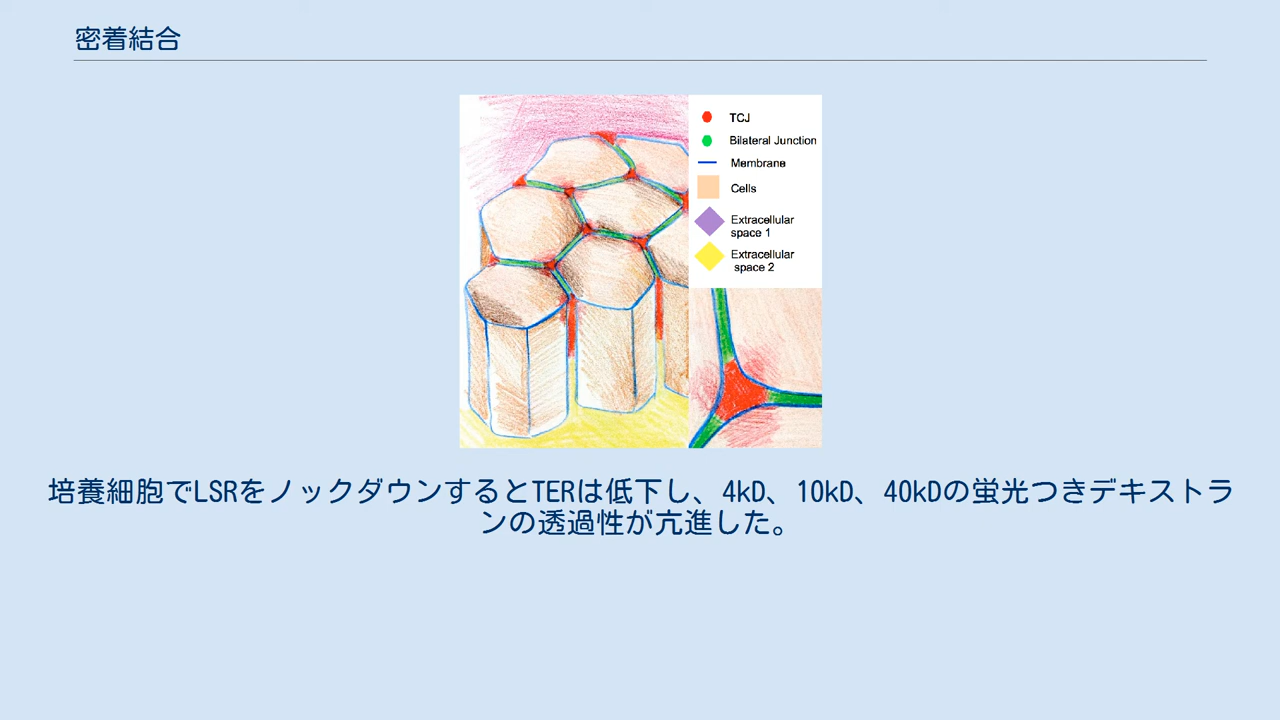 密着結合
TCJ
Bilateral Junction
Membrane
Cells
Extracellular
space 1
Extracellular
space 2
培養細胞でLSRをノックダウンするとTERは低下し、4kD、10kD、40kDの蛍光つきデキストラ
ンの透過性が亢進した。